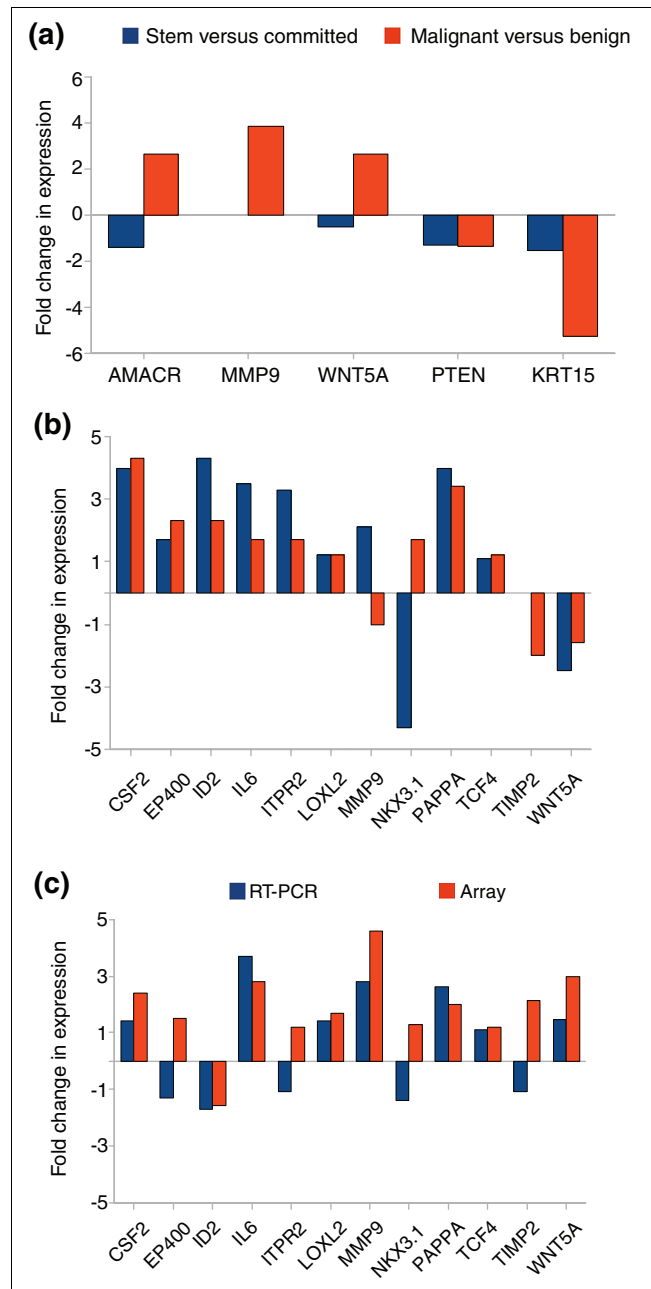 (a)
Stem versus committed Malignant versus benign
Fold change in expression
6
4
2
0
-2
-4
-6
AMACR MMP9 WNT5A PTEN KRT15
(b)
Fold change in expression
5
3
1
-1
-3
-5
CSF2 EP400 ID2 IL6 ITPR2 LOXL2 MMP9 NKX3.1 PAPPA TCF4 TIMP2 WNT5A
(c)
RT-PCR Array
Fold change in expression
5
3
1
-1
-3
-5
CSF2 EP400 ID2 IL6 ITPR2 LOXL2 MMP9 NKX3.1 PAPPA TCF4 TIMP2 WNT5A